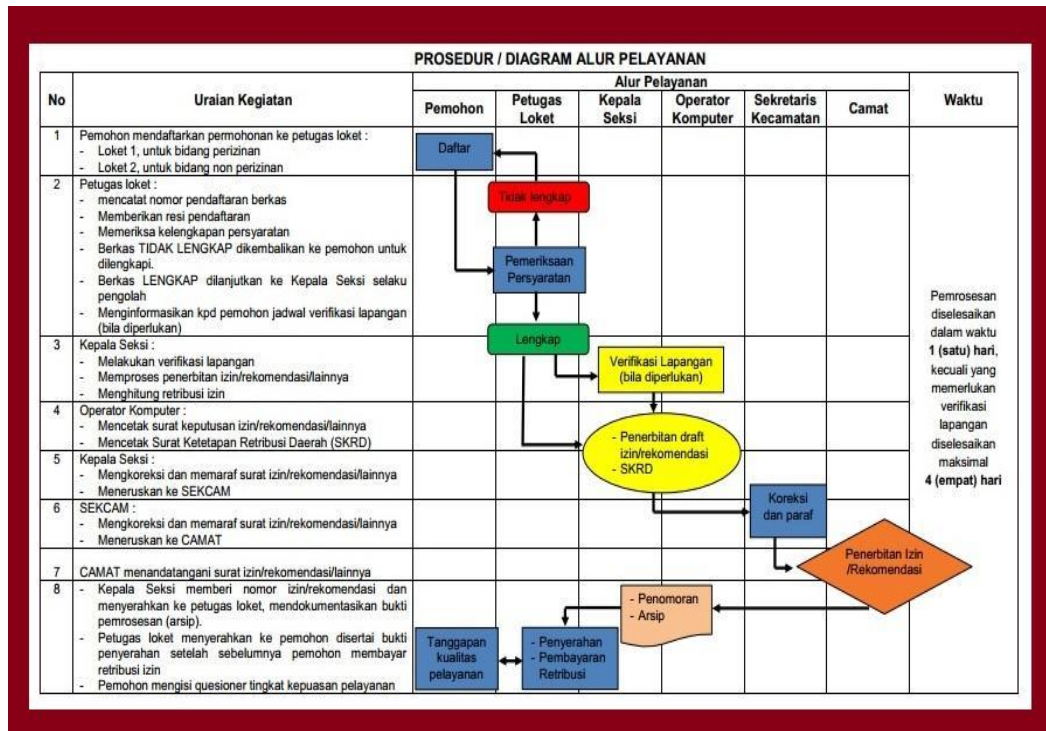 PROSEDUR / DIAGRAM ALUR PELAYANAN
No
Uraian Kegiatan
Alur Pelayanan
Waktu
Pemohon
Petugas
Loket
Kepala
Seksi
Operator
Komputer
Sekretaris
Kecamatan
Camat
1
Pemohon mendaftarkan permohonan ke petugas loket :
- Loket 1, untuk bidang perizinan
- Loket 2, untuk bidang non perizinan
Daftar
2
Petugas loket :
- mencatat nomor pendaftaran berkas
- Memberikan resi pendaftaran
- Memeriksa kelengkapan persyaratan
- Berkas TIDAK LENGKAP dikembalikan ke pemohon untuk
dilengkapi.
- Berkas LENGKAP dilanjutkan ke Kepala Seksi selaku
pengolah
- Menginformasikan kpd pemohon jadwal verifikasi lapangan
(bila diperlukan)
Tidak lengkap
Pemeriksaan
Persyaratan
Lengkap
3
Kepala Seksi :
- Melakukan verifikasi lapangan
- Memproses penerbitan izin/rekomendasi/lainnya
- Menghitung retribusi izin
Verifikasi Lapangan
(bila diperlukan)
4
Operator Komputer :
- Mencetak surat keputusan izin/rekomendasi/lainnya
- Mencetak Surat Ketetapan Retribusi Daerah (SKRD)
- Penerbitan draft
izin/rekomendasi
- SKRD
5
Kepala Seksi :
- Mengkoreksi dan memaraf surat izin/rekomendasi/lainnya
- Meneruskan ke SEKCAM
Koreksi
dan paraf
6
SEKCAM :
- Mengkoreksi dan memaraf surat izin/rekomendasi/lainnya
- Meneruskan ke CAMAT
Penerbitan Izin
/Rekomendasi
7
CAMAT menandatangani surat izin/rekomendasi/lainnya
8
- Kepala Seksi memberi nomor izin/rekomendasi dan
menyerahkan ke petugas loket, mendokumentasikan bukti
pemrosesan (arsip).
- Petugas loket menyerahkan ke pemohon disertai bukti
penyerahan setelah sebelumnya pemohon membayar
retribusi izin
- Pemohon mengisi quesioner tingkat kepuasan pelayanan
- Penomoran
- Arsip
- Penyerahan
- Pembayaran
Retribusi
Tanggapan
kualitas
pelayanan
Pemrosesan
diselesaikan
dalam waktu
1 (satu) hari,
kecuali yang
memerlukan
verifikasi
lapangan
diselesaikan
maksimal
4 (empat) hari